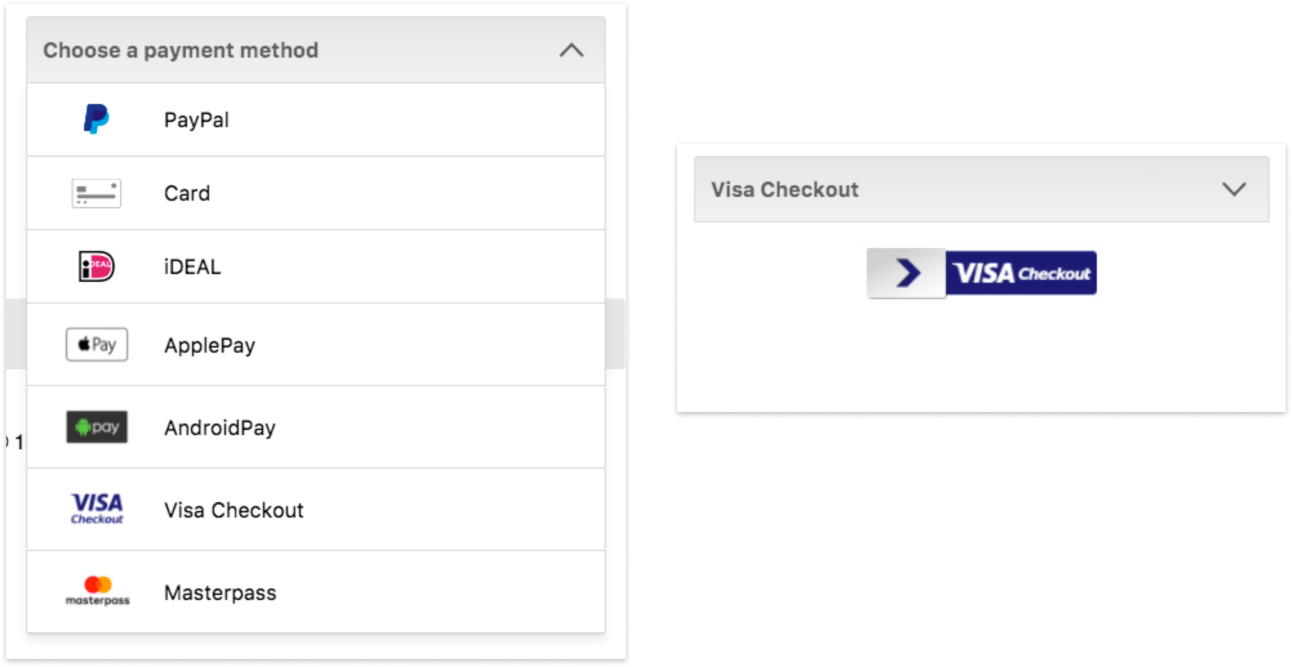 Choose a payment method
PayPal
Card
iDEAL
iDEAL
Pay
ApplePay
pay
AndroidPay
VISA
Checkout
Visa Checkout
masterpass
Masterpass
1
Visa Checkout
VISA Checkout